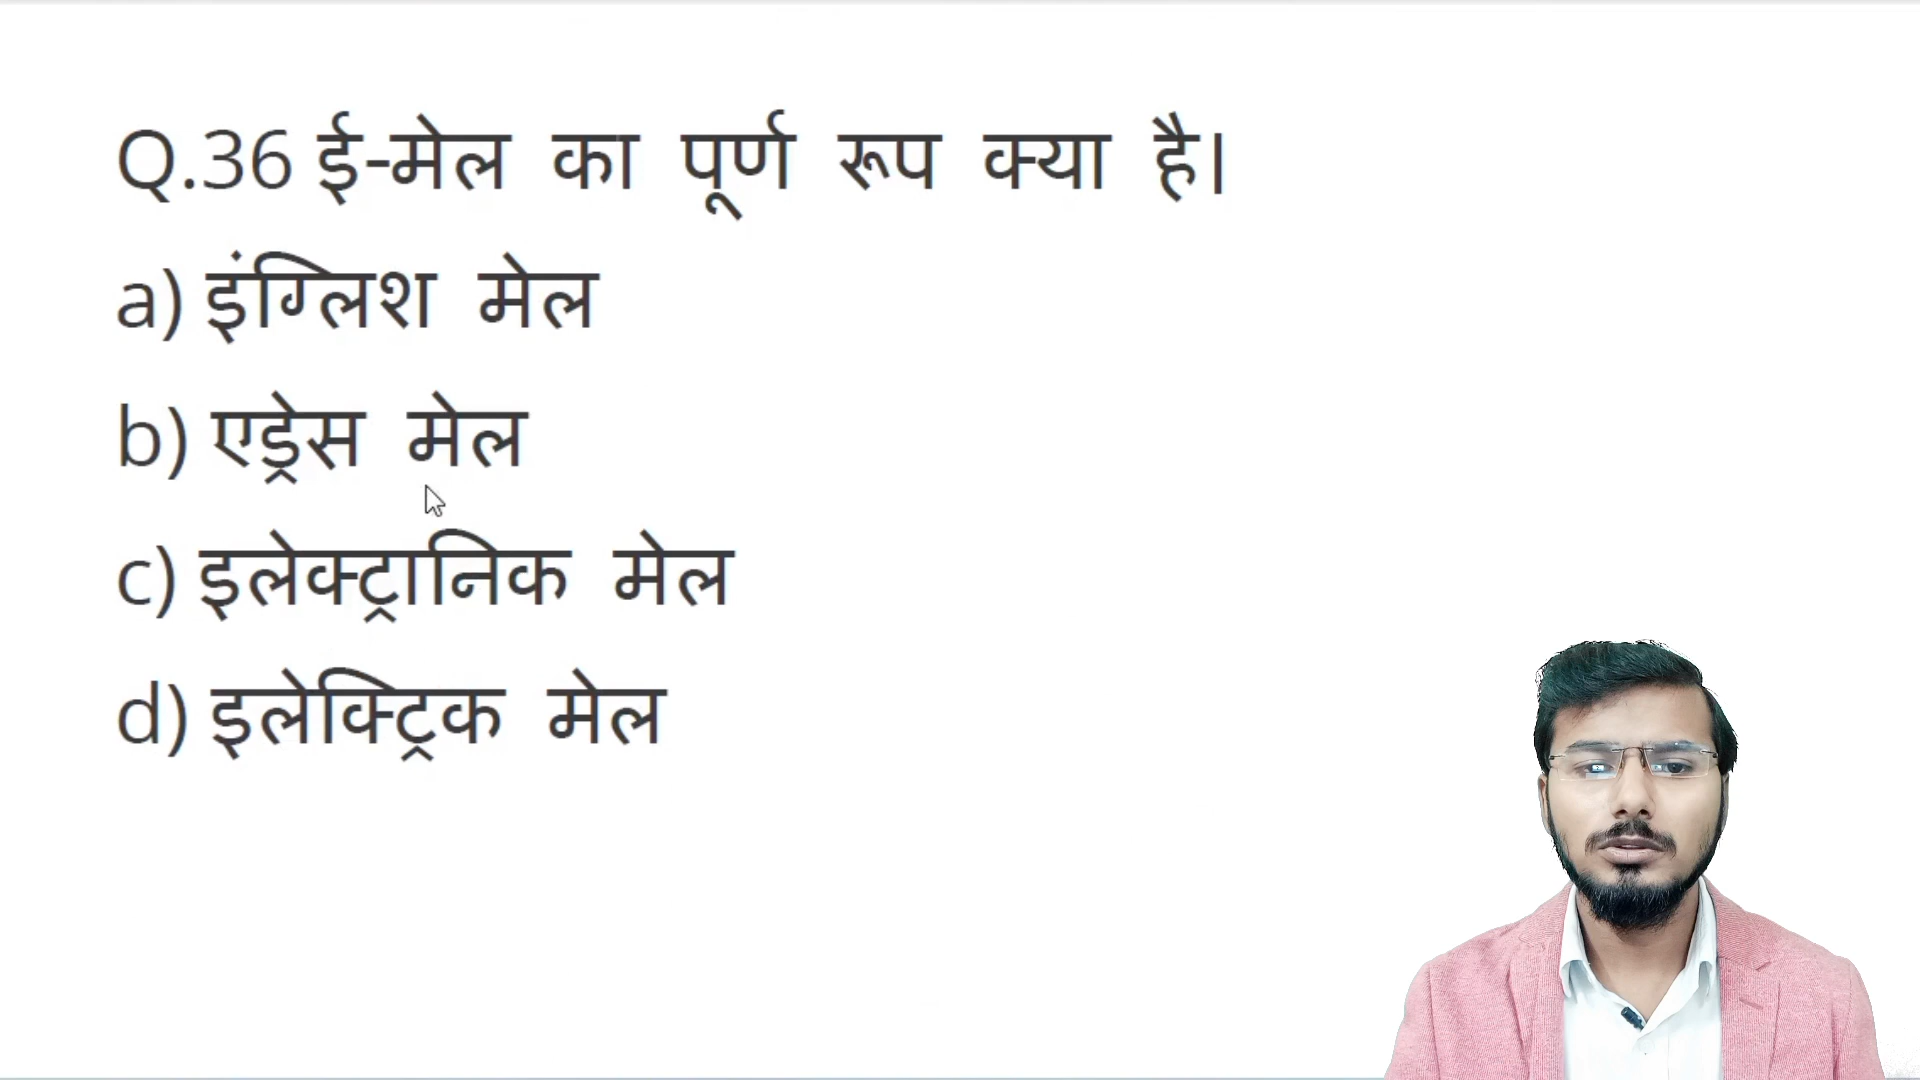 Q.36 ई-मेल का पूर्ण रूप क्या है।
a) इंग्लिश मेल
b) एड्रेस मेल
c) इलेक्ट्रानिक मेल
d) इलेक्ट्रिक मेल